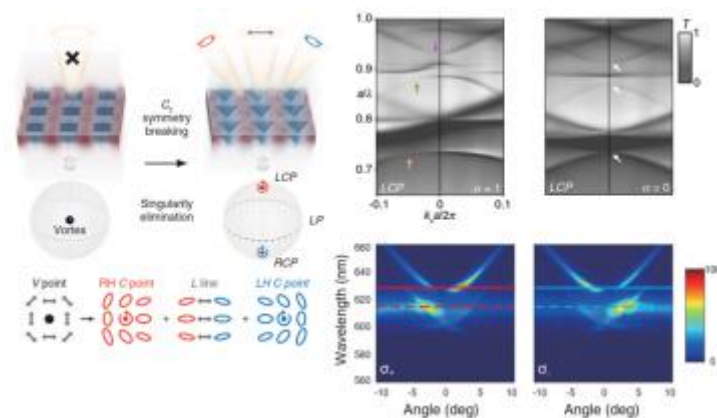 C₂
symmetry
breaking
Singularity
elimination
Vortex
LCP
LP
RCP
V point
RH C point
L line
LH C point
+
+
1.0
0.9
0.8
0.7
LCP
σ = 1
-0.1
0
0.1
LCP
σ = 0
T
1
0
Wavelength (nm)
660
640
620
600
580
560
σ₊
-10
-5
0
5
10
Angle (deg)
σ₋
-10
-5
0
5
10
Angle (deg)
0